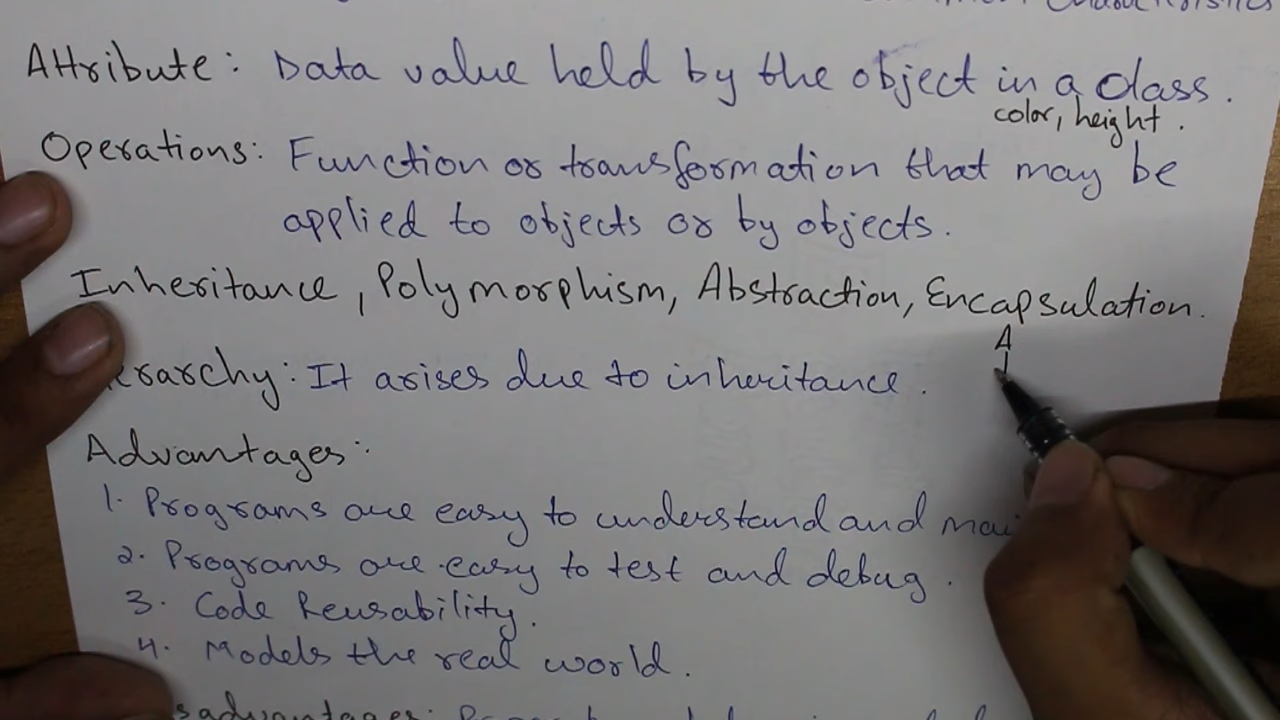 Characteristics
Attribute: Data value held by the object in a class.
color, height.
Operations: Function or transformation that may be
applied to objects or by objects.
Inheritance, Polymorphism, Abstraction, Encapsulation.
A
rarchy: It arises due to inheritance.
Advantages:
1. Programs are easy to understand and mai
2. Programs are easy to test and debug.
3. Code Reusability.
4. Models the real world.
sadvantages: